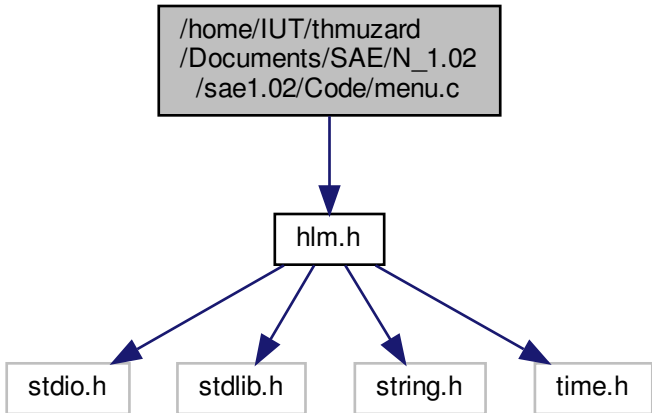 /home/IUT/thmuzard
/Documents/SAE/N_1.02
/sae1.02/Code/menu.c
hlm.h
stdio.h
stdlib.h
string.h
time.h